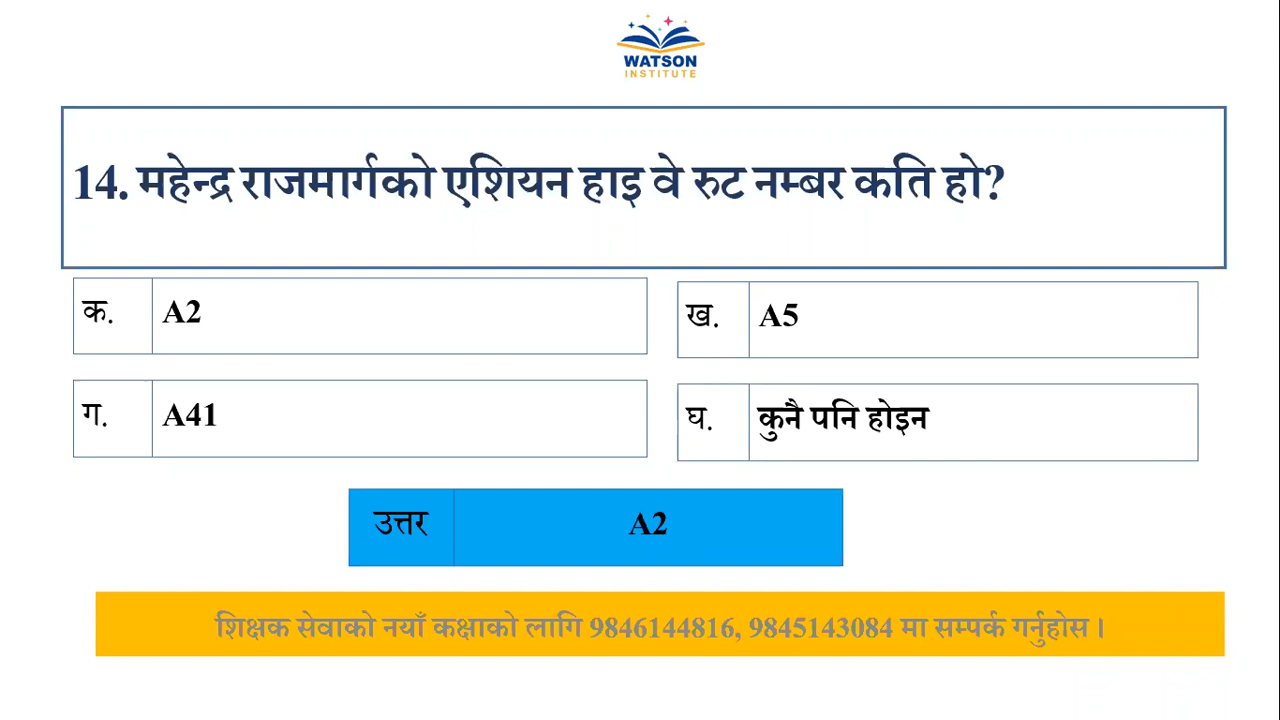 WATSON
INSTITUTE
14. महेन्द्र राजमार्गको एशियन हाइ वे रुट नम्बर कति हो?
क. A2
ख. A5
ग. A41
घ. कुनै पनि होइन
उत्तर A2
शिक्षक सेवाको नयाँ कक्षाको लागि 9846144816, 9845143084 मा सम्पर्क गर्नुहोस ।